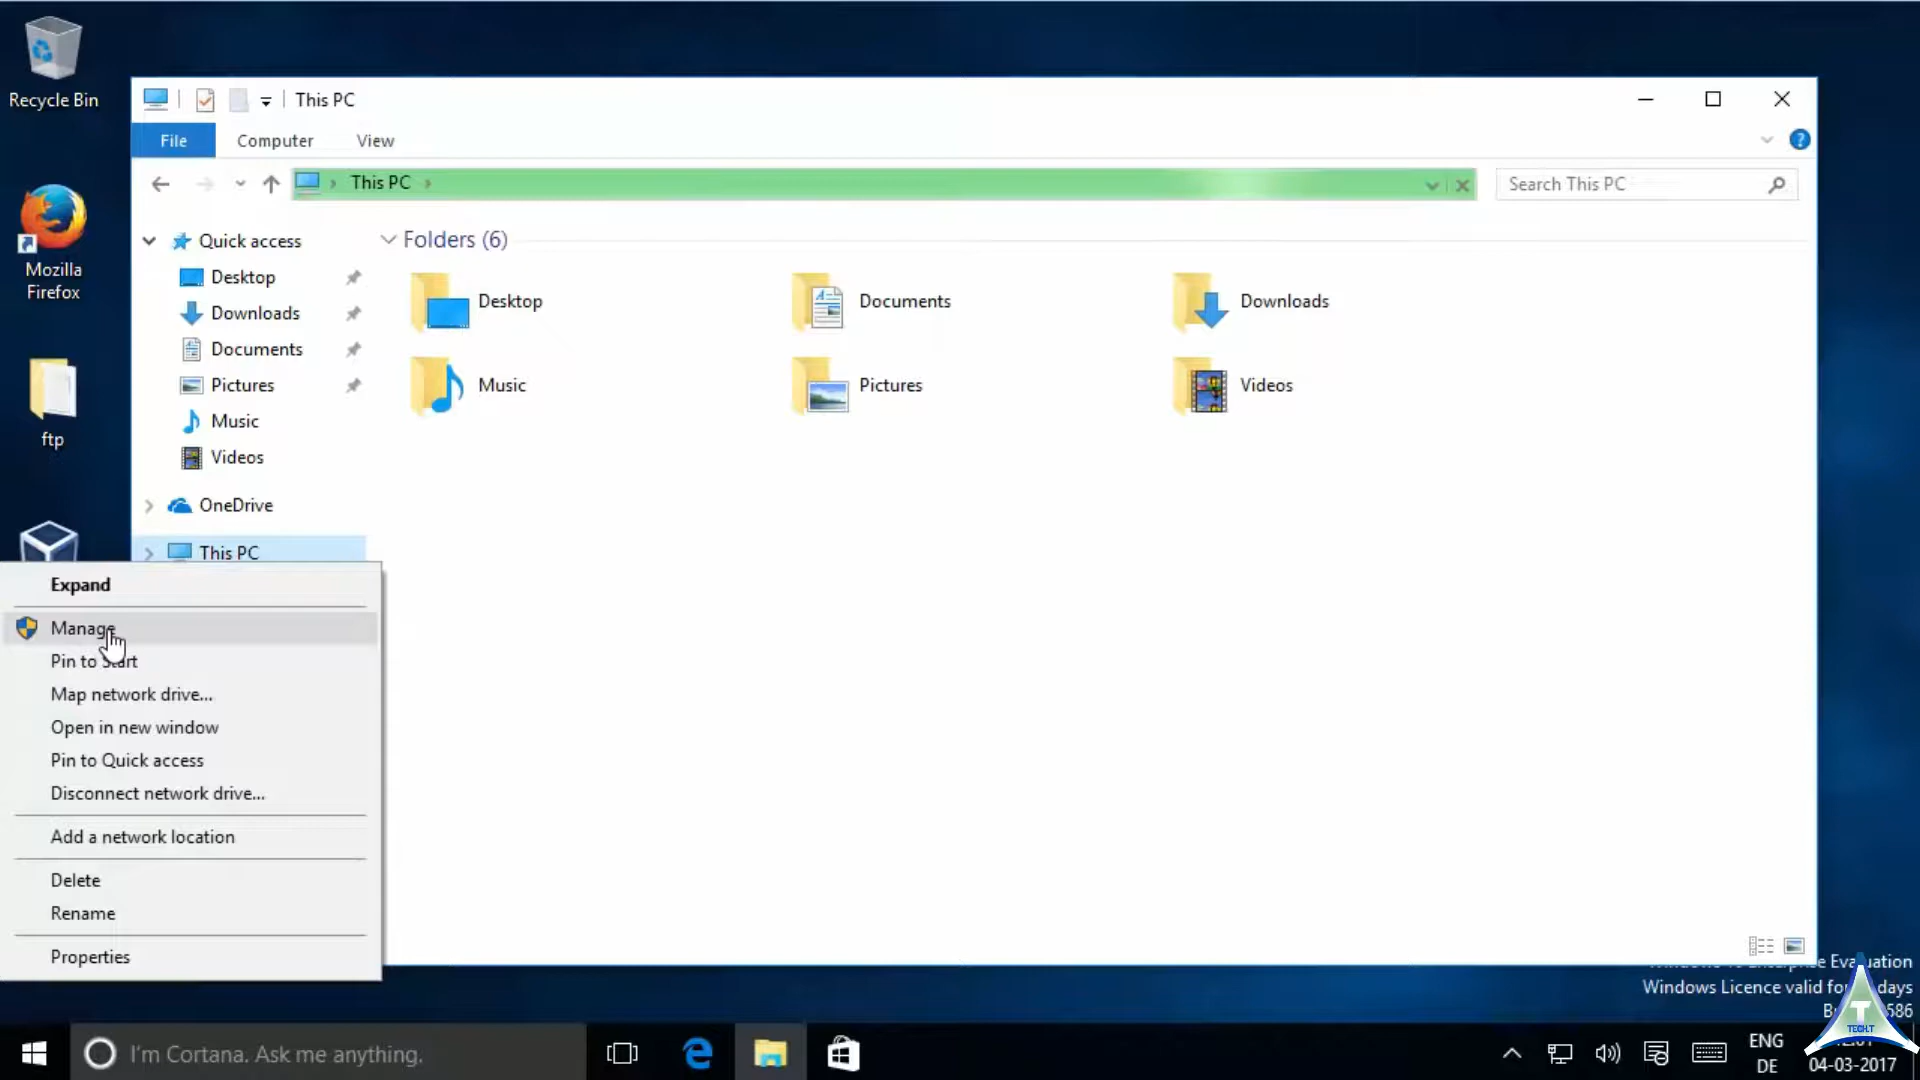 Recycle Bin
This PC
File Computer View
This PC
Search This PC
Mozilla
Firefox
ftp
Quick access
Desktop
Downloads
Documents
Pictures
Music
Videos
OneDrive
This PC
Folders (6)
Desktop
Documents
Downloads
Music
Pictures
Videos
Expand
Manage
Pin to Start
Map network drive...
Open in new window
Pin to Quick access
Disconnect network drive...
Add a network location
Delete
Rename
Properties
Windows Licence valid for days
586
T
TECH.T
I'm Cortana. Ask me anything.
ENG
DE
04-03-2017